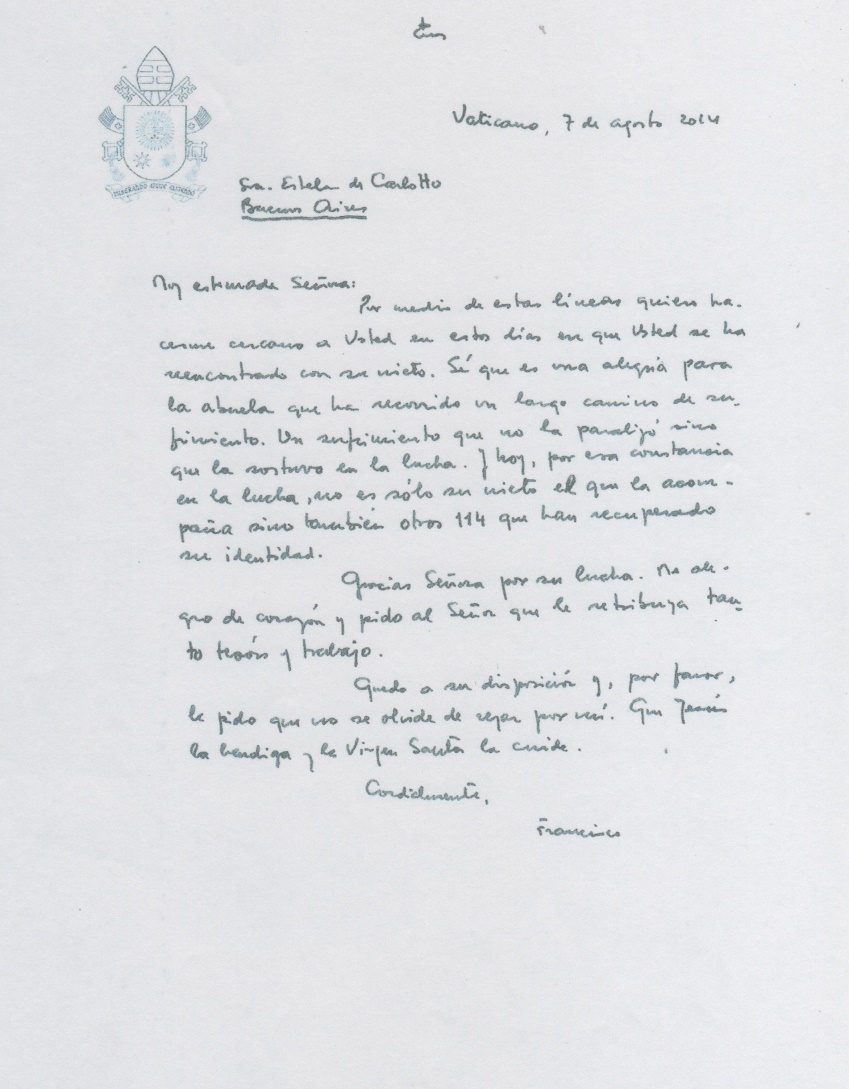 Vaticano, 7 de agosto 2014
Sra. Estela de Carlotto
Buenos Aires
Muy estimada Señora:
Por medio de estas líneas quiero ha-
cerme cercano a Usted en estos días en que Usted se ha
reencontrado con su nieto. Sé que es una alegría para
la abuela que ha recorrido un largo camino de su-
frimiento. Un sufrimiento que no la paralizó sino
que la sostuvo en la lucha. Y hoy, por esa constancia
en la lucha, no es sólo su nieto el que la acom-
paña sino también otros 114 que han recuperado
su identidad.
Gracias Señora por su lucha. Me ale-
gro de corazón y pido al Señor que le retribuya tan-
to tesón y trabajo.
Quedo a su disposición y, por favor,
le pido que no se olvide de rezar por mí. Que Jesús
la bendiga y la Virgen Santa la cuide.
Cordialmente,
Francisco